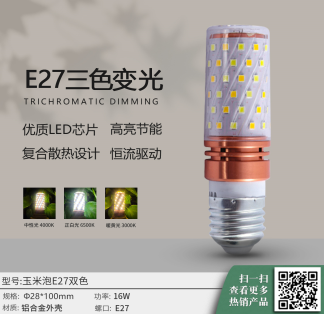 E27三色变光
TRICHROMATIC DIMMING
优质LED芯片 高亮节能
复合散热设计 恒流驱动
中性光 4000K 正白光 6500K 暖黄光 3000K
型号:玉米泡E27双色
规格: Φ28*100mm 功率: 16W
材质: 铝合金外壳 螺口: E27
扫一扫
查看更多
热销产品